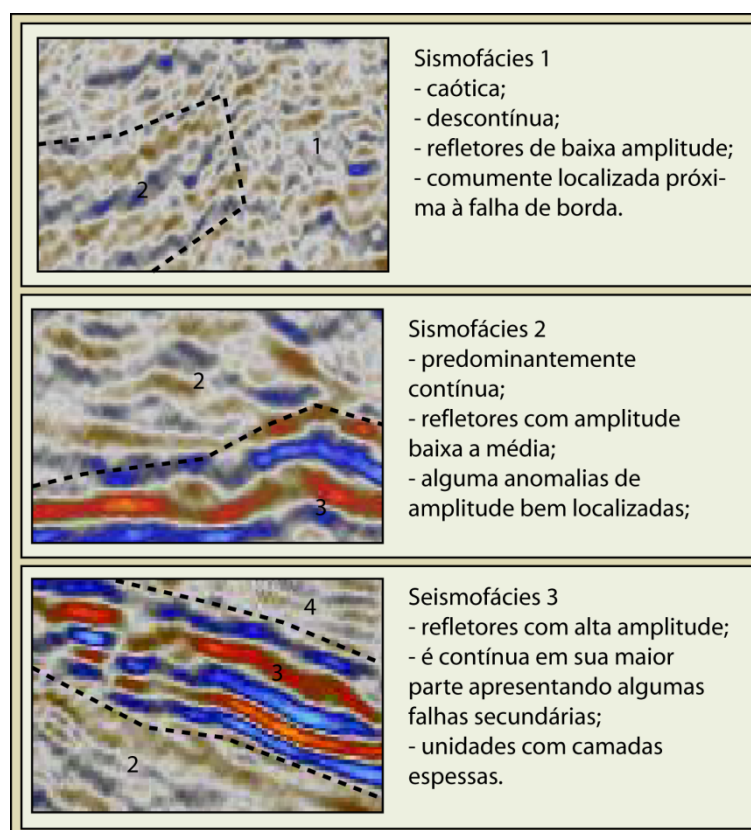 Sismofácies 1
- caótica;
- descontínua;
- refletores de baixa amplitude;
- comumente localizada próxi-
ma à falha de borda.
1
2
Sismofácies 2
- predominantemente
contínua;
- refletores com amplitude
baixa a média;
- alguma anomalias de
amplitude bem localizadas;
2
3
Seismofácies 3
- refletores com alta amplitude;
- é contínua em sua maior
parte apresentando algumas
falhas secundárias;
- unidades com camadas
espessas.
4
3
2